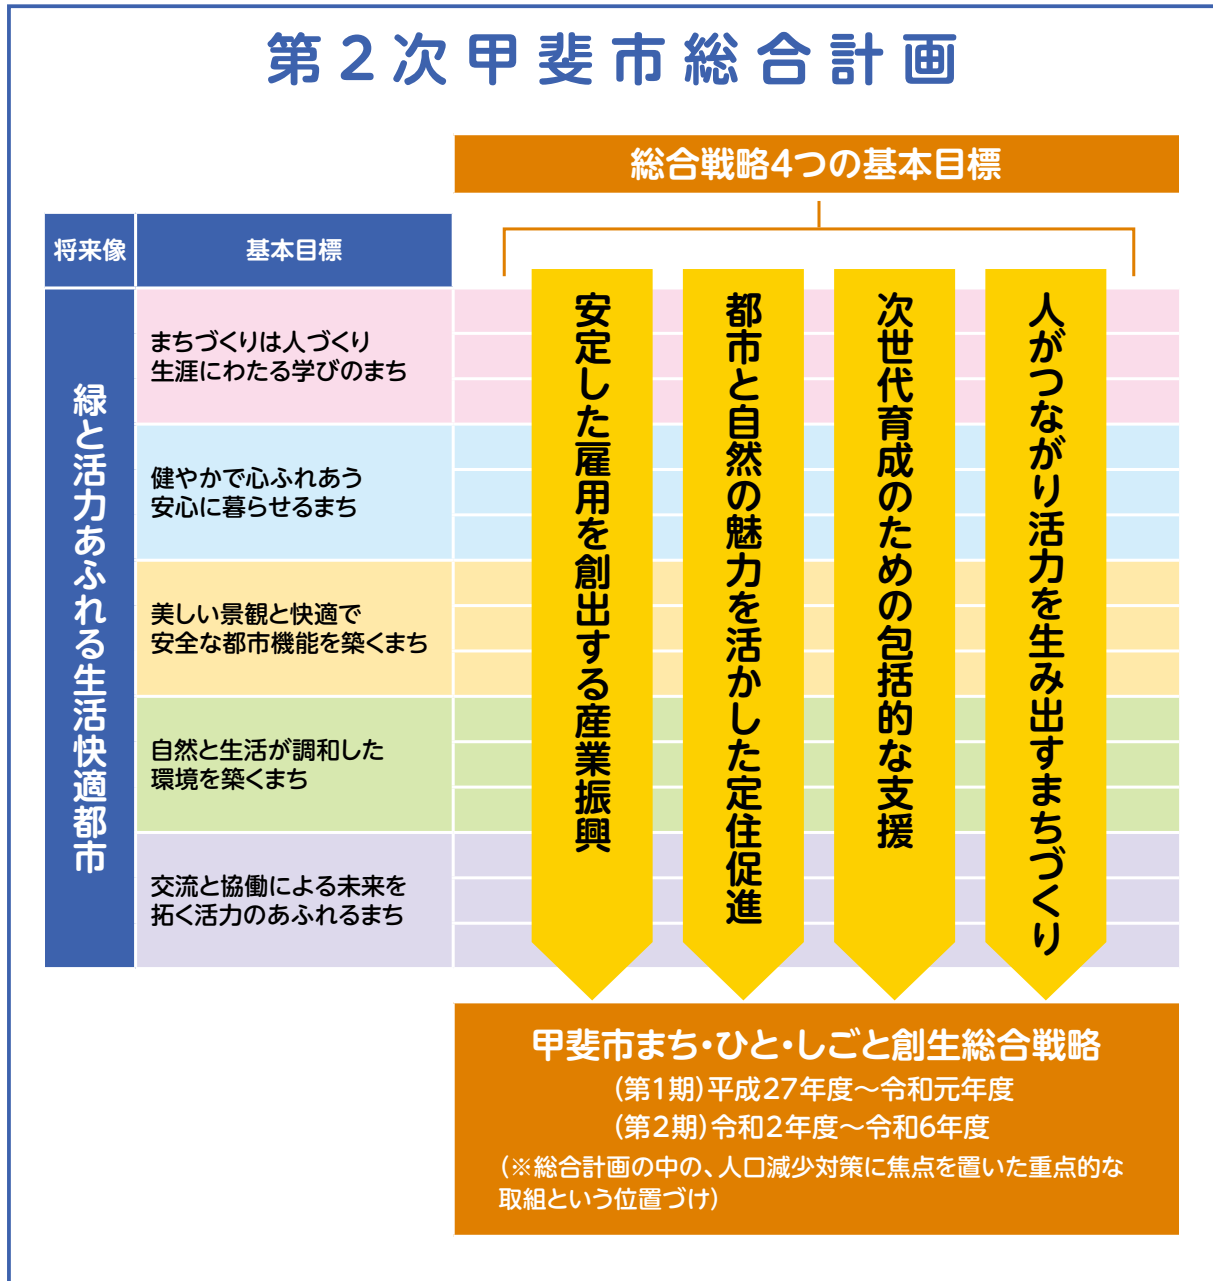 第2次甲斐市総合計画
総合戦略4つの基本目標
将来像
基本目標
緑と活力あふれる生活快適都市
まちづくりは人づくり
生涯にわたる学びのまち
健やかで心ふれあう
安心に暮らせるまち
美しい景観と快適で
安全な都市機能を築くまち
自然と生活が調和した
環境を築くまち
交流と協働による未来を
拓く活力のあふれるまち
安定した雇用を創出する産業振興
都市と自然の魅力を活かした定住促進
次世代育成のための包括的な支援
人がつながり活力を生み出すまちづくり
甲斐市まち・ひと・しごと創生総合戦略
(第1期)平成27年度〜令和元年度
(第2期)令和2年度〜令和6年度
(※総合計画の中の、人口減少対策に焦点を置いた重点的な
取組という位置づけ)